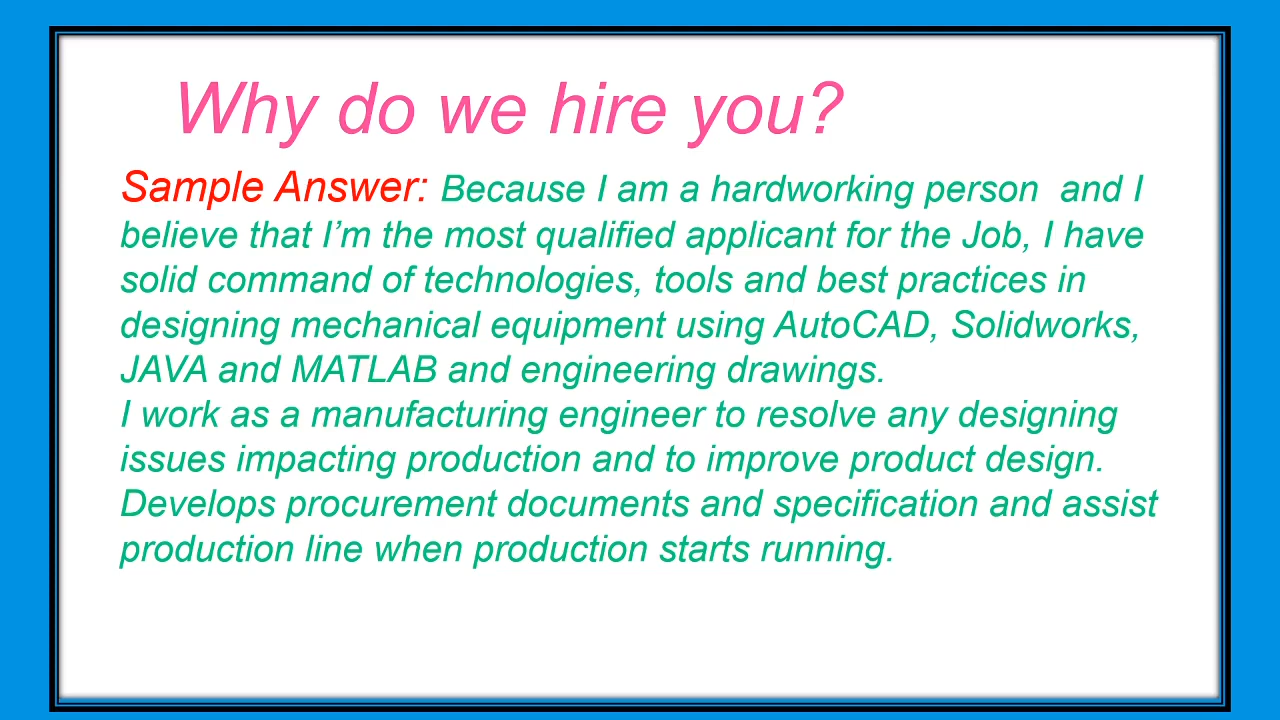 Why do we hire you?
Sample Answer: Because I am a hardworking person  and I
believe that I’m the most qualified applicant for the Job, I have
solid command of technologies, tools and best practices in
designing mechanical equipment using AutoCAD, Solidworks,
JAVA and MATLAB and engineering drawings.
I work as a manufacturing engineer to resolve any designing
issues impacting production and to improve product design.
Develops procurement documents and specification and assist
production line when production starts running.